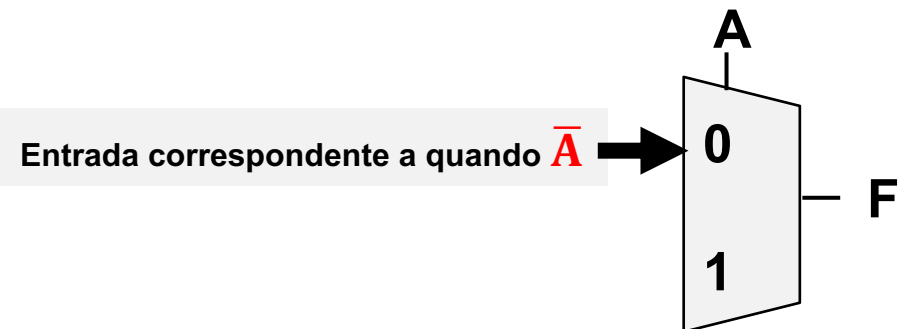 A
Entrada correspondente a quando A̅
0
F
1